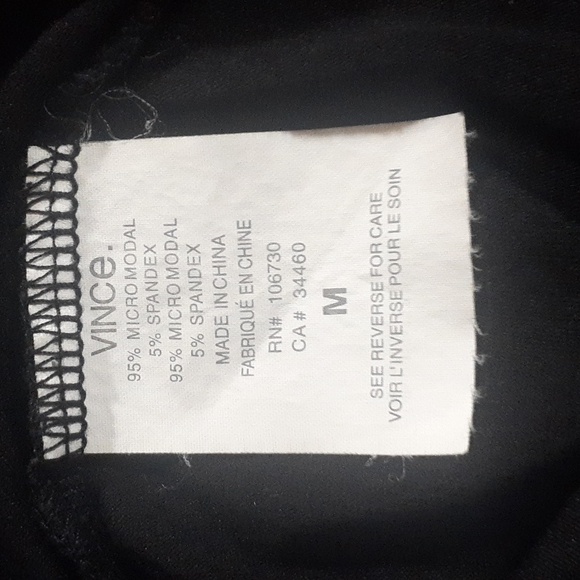 VINCE.
95% MICRO MODAL
5% SPANDEX
95% MICRO MODAL
5% SPANDEX
MADE IN CHINA
FABRIQUÉ EN CHINE
RN# 106730
CA# 34460
M
SEE REVERSE FOR CARE
VOIR L'INVERSE POUR LE SOIN